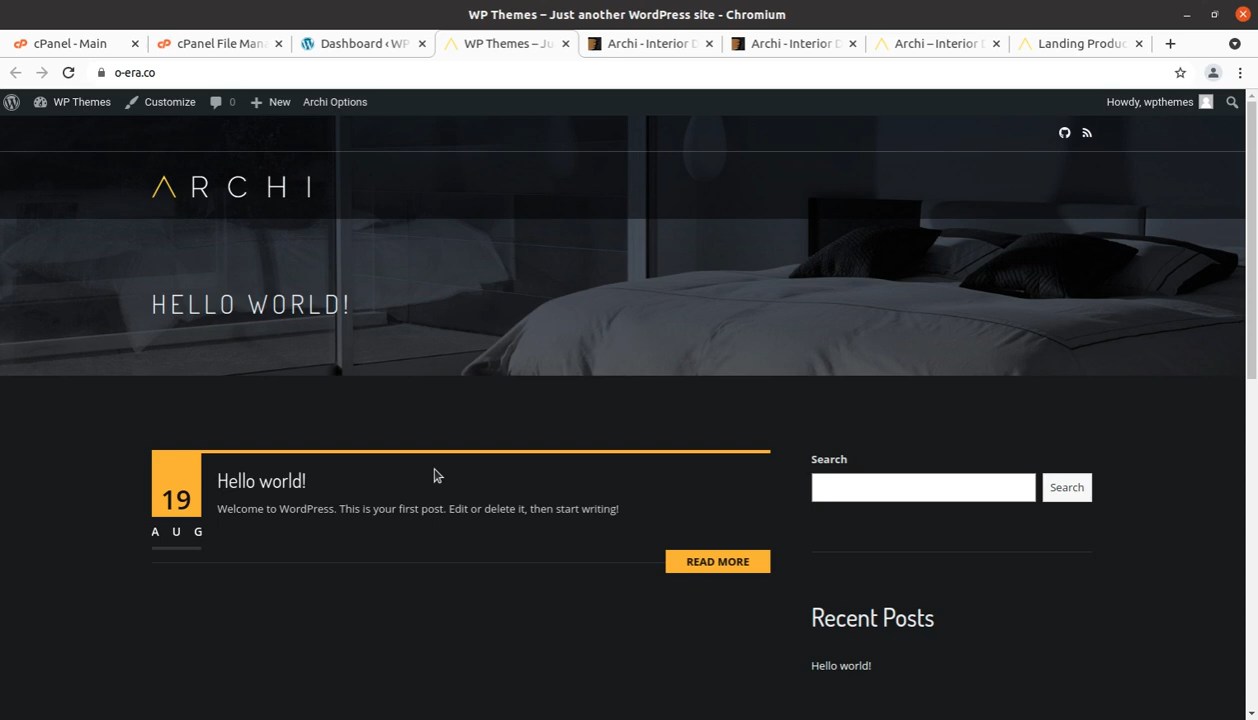 WP Themes – Just another WordPress site - Chromium
cPanel - Main
cPanel File Man
Dashboard ‹ WP
WP Themes – Ju
Archi - Interior D
Archi - Interior D
Archi – Interior D
Landing Produc
o-era.co
WP Themes
Customize
0
New
Archi Options
Howdy, wpthemes
ARCHI
HELLO WORLD!
19
AUG
Hello world!
Welcome to WordPress. This is your first post. Edit or delete it, then start writing!
READ MORE
Search
Search
Recent Posts
Hello world!